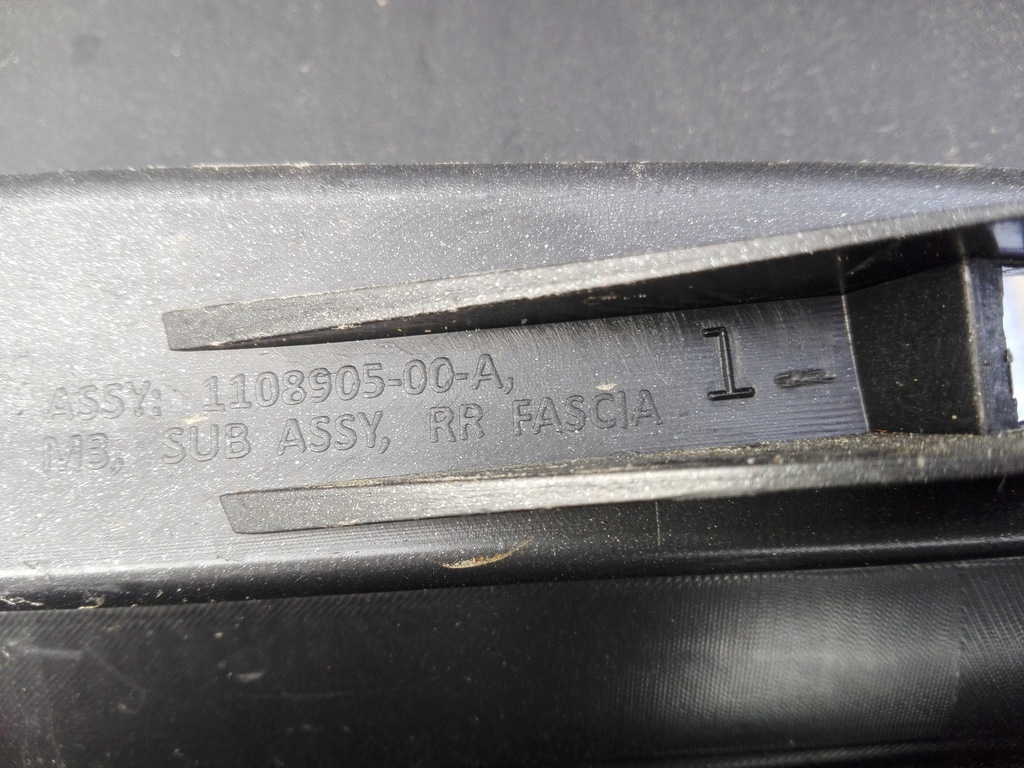 ASSY: 1108905-00-A,
M3, SUB ASSY, RR FASCIA
1